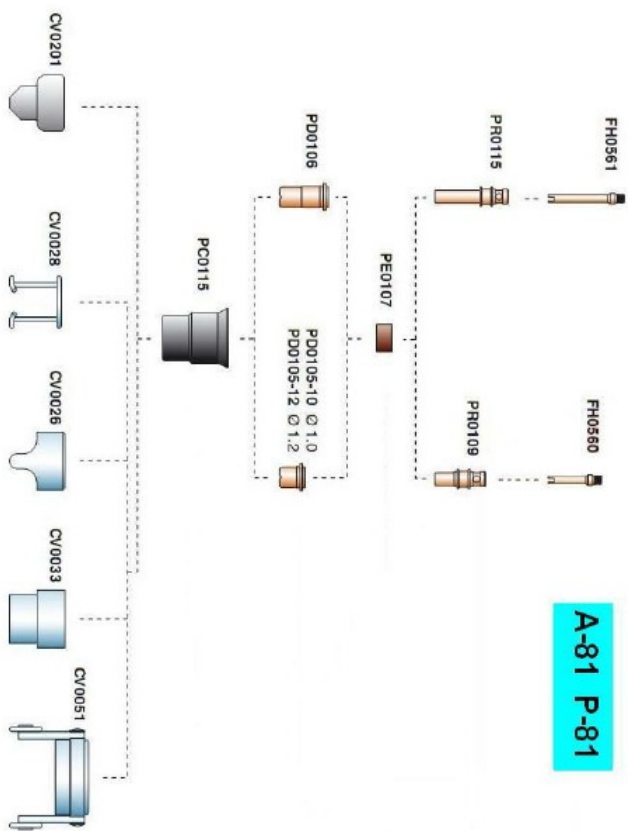 A-81 P-81
FH0561
FH0560
PR0115
PR0109
PE0107
PD0106
PD0105-10 Ø 1.0
PD0105-12 Ø 1.2
PC0115
CV0201
CV0028
CV0026
CV0033
CV0051